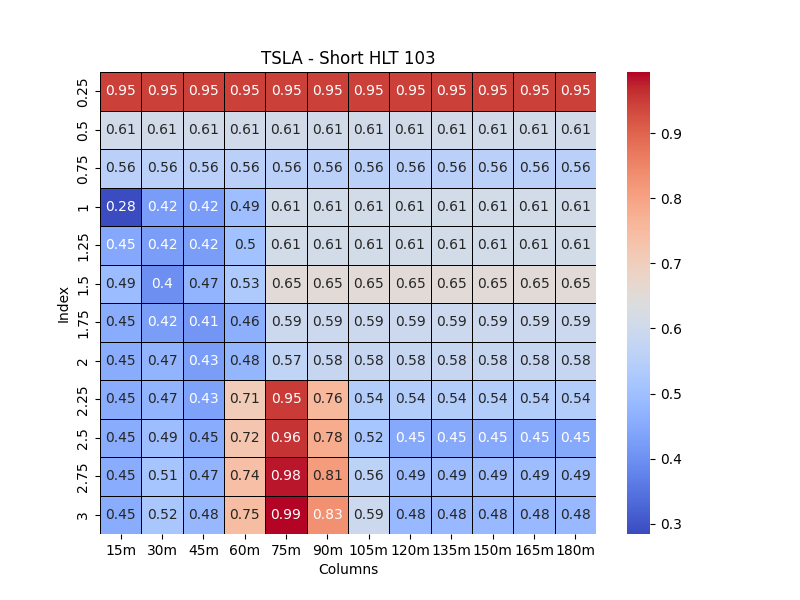 TSLA - Short HLT 103
0.25 0.95 0.95 0.95 0.95 0.95 0.95 0.95 0.95 0.95 0.95 0.95 0.95
0.5 0.61 0.61 0.61 0.61 0.61 0.61 0.61 0.61 0.61 0.61 0.61 0.61
0.75 0.56 0.56 0.56 0.56 0.56 0.56 0.56 0.56 0.56 0.56 0.56 0.56
1 0.28 0.42 0.42 0.49 0.61 0.61 0.61 0.61 0.61 0.61 0.61 0.61
1.25 0.45 0.42 0.42 0.5 0.61 0.61 0.61 0.61 0.61 0.61 0.61 0.61
1.5 0.49 0.4 0.47 0.53 0.65 0.65 0.65 0.65 0.65 0.65 0.65 0.65
1.75 0.45 0.42 0.41 0.46 0.59 0.59 0.59 0.59 0.59 0.59 0.59 0.59
2 0.45 0.47 0.43 0.48 0.57 0.58 0.58 0.58 0.58 0.58 0.58 0.58
2.25 0.45 0.47 0.43 0.71 0.95 0.76 0.54 0.54 0.54 0.54 0.54 0.54
2.5 0.45 0.49 0.45 0.72 0.96 0.78 0.52 0.45 0.45 0.45 0.45 0.45
2.75 0.45 0.51 0.47 0.74 0.98 0.81 0.56 0.49 0.49 0.49 0.49 0.49
3 0.45 0.52 0.48 0.75 0.99 0.83 0.59 0.48 0.48 0.48 0.48 0.48
15m 30m 45m 60m 75m 90m 105m 120m 135m 150m 165m 180m
Columns
Index
0.9
0.8
0.7
0.6
0.5
0.4
0.3